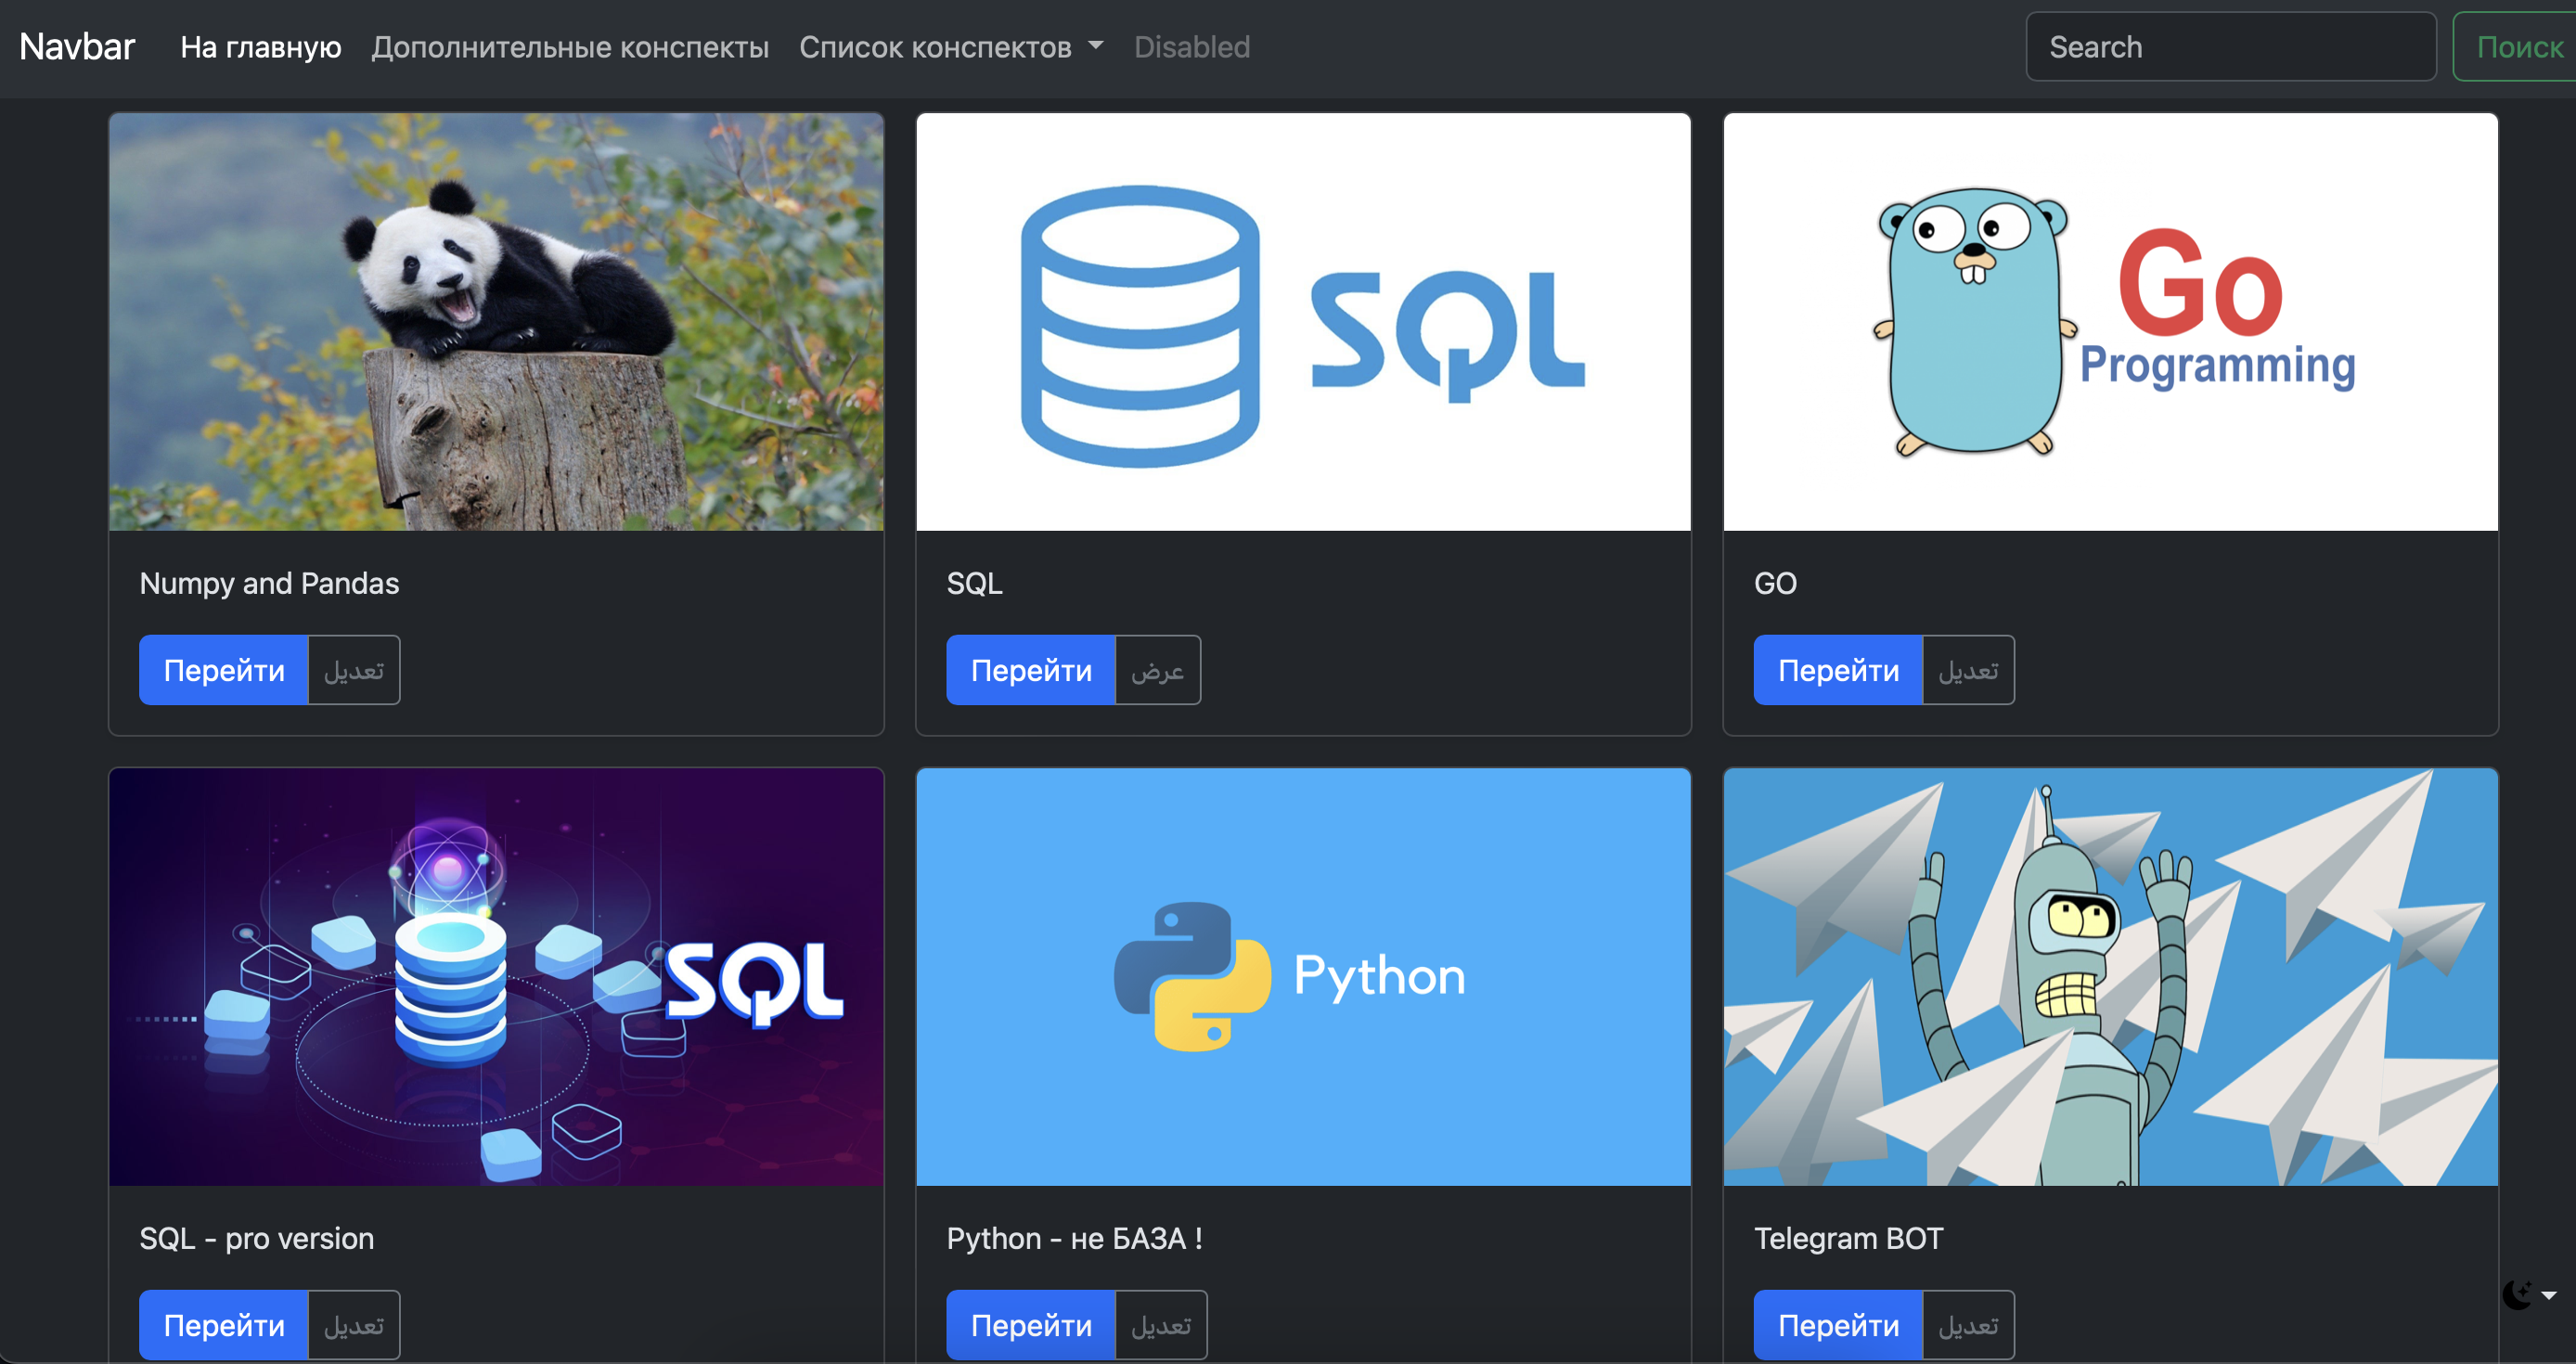 Navbar На главную Дополнительные конспекты Список конспектов Disabled Search Поиск
SQL
Go
Programming
Numpy and Pandas
Перейти تعديل
SQL
Перейти عرض
GO
Перейти تعديل
SQL
Python
SQL - pro version
Перейти تعديل
Python - не БАЗА !
Перейти تعديل
Telegram BOT
Перейти تعديل